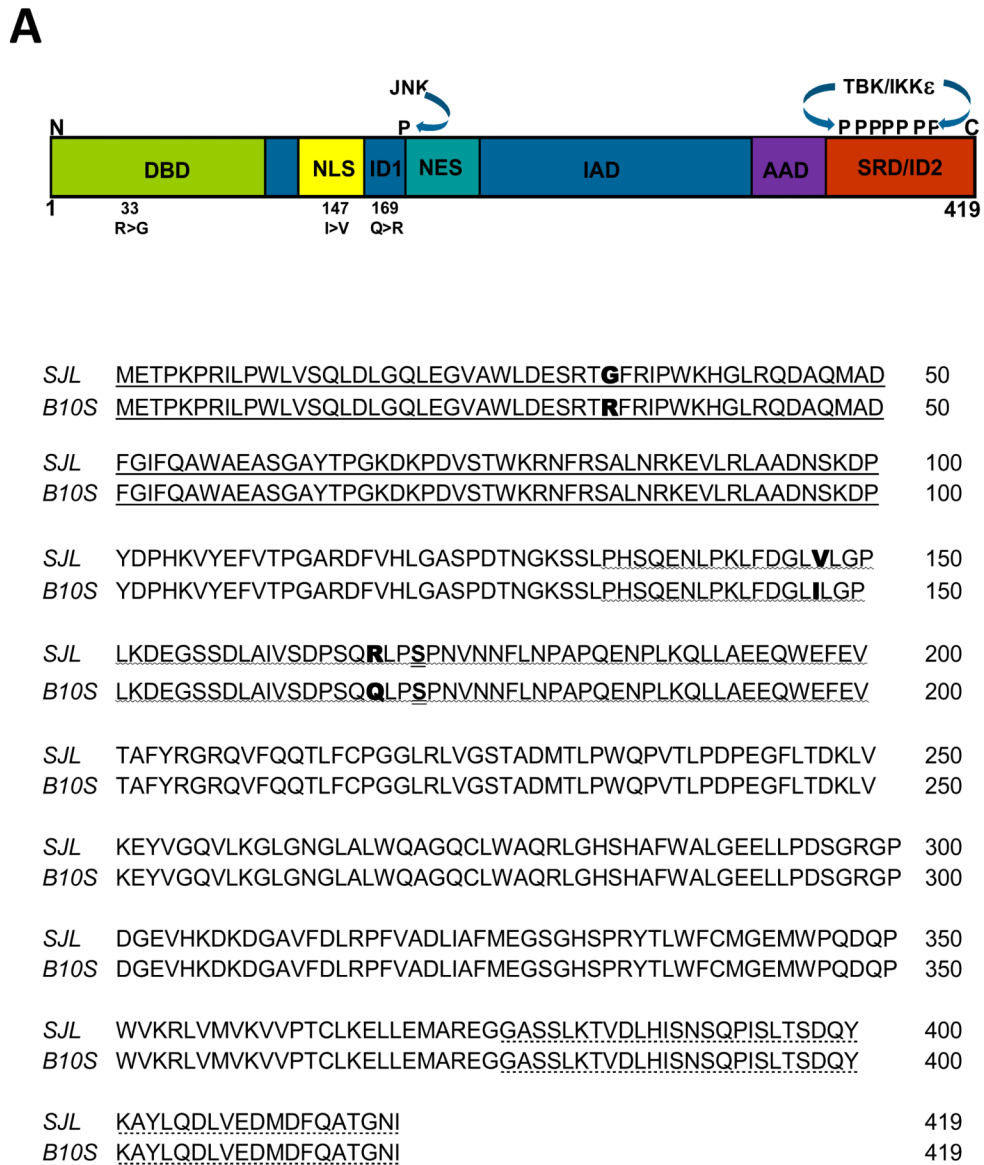 A
JNK
TBK/IKKε
N P P PPPP PF C
DBD NLS ID1 NES IAD AAD SRD/ID2
1 33 147 169 419
R>G I>V Q>R
SJL METPKPRILPWLVSQLDLGQLEGVAWLDESRTGFRIPWKHGLRQDAQMAD 50
B10S METPKPRILPWLVSQLDLGQLEGVAWLDESRTRFRIPWKHGLRQDAQMAD 50
SJL FGIFQAWAEASGAYTPGKDKPDVSTWKRNFRSALNRKEVLRLAADNSKDP 100
B10S FGIFQAWAEASGAYTPGKDKPDVSTWKRNFRSALNRKEVLRLAADNSKDP 100
SJL YDPHKVYEFVTPGARDFVHLGASPDTNGKSSLPHSQENLPKLFDGLVLGP 150
B10S YDPHKVYEFVTPGARDFVHLGASPDTNGKSSLPHSQENLPKLFDGLILGP 150
SJL LKDEGSSDLAIVSDPSQRLPSPNVNNFLNPAPQENPLKQLLAEEQWEFEV 200
B10S LKDEGSSDLAIVSDPSQQLPSPNVNNFLNPAPQENPLKQLLAEEQWEFEV 200
SJL TAFYRGRQVFQQTLFCPGGLRLVGSTADMTLPWQPVTLPDPEGFLTDKLV 250
B10S TAFYRGRQVFQQTLFCPGGLRLVGSTADMTLPWQPVTLPDPEGFLTDKLV 250
SJL KEYVGQVLKGLGNGLALWQAGQCLWAQRLGHSHAFWALGEELLPDSGRGP 300
B10S KEYVGQVLKGLGNGLALWQAGQCLWAQRLGHSHAFWALGEELLPDSGRGP 300
SJL DGEVHKDKDGAVFDLRPFVADLIAFMEGSGHSPRYTLWFCMGEMWPQDQP 350
B10S DGEVHKDKDGAVFDLRPFVADLIAFMEGSGHSPRYTLWFCMGEMWPQDQP 350
SJL WVKRLVMVKVVPTCLKELLEMAREGGASSLKTVDLHISNSQPISLTSDQY 400
B10S WVKRLVMVKVVPTCLKELLEMAREGGASSLKTVDLHISNSQPISLTSDQY 400
SJL KAYLQDLVEDMDFQATGNI 419
B10S KAYLQDLVEDMDFQATGNI 419